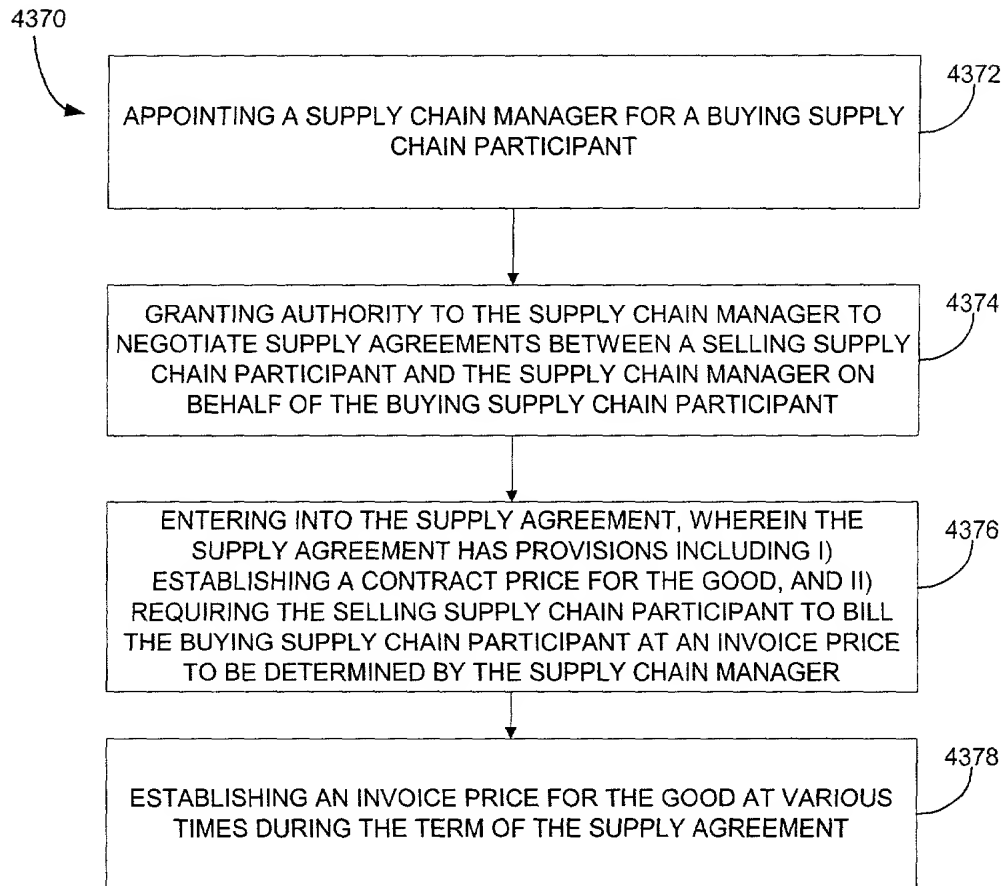 4370
4372
APPOINTING A SUPPLY CHAIN MANAGER FOR A BUYING SUPPLY
CHAIN PARTICIPANT
4374
GRANTING AUTHORITY TO THE SUPPLY CHAIN MANAGER TO
NEGOTIATE SUPPLY AGREEMENTS BETWEEN A SELLING SUPPLY
CHAIN PARTICIPANT AND THE SUPPLY CHAIN MANAGER ON
BEHALF OF THE BUYING SUPPLY CHAIN PARTICIPANT
4376
ENTERING INTO THE SUPPLY AGREEMENT, WHEREIN THE
SUPPLY AGREEMENT HAS PROVISIONS INCLUDING I)
ESTABLISHING A CONTRACT PRICE FOR THE GOOD, AND II)
REQUIRING THE SELLING SUPPLY CHAIN PARTICIPANT TO BILL
THE BUYING SUPPLY CHAIN PARTICIPANT AT AN INVOICE PRICE
TO BE DETERMINED BY THE SUPPLY CHAIN MANAGER
4378
ESTABLISHING AN INVOICE PRICE FOR THE GOOD AT VARIOUS
TIMES DURING THE TERM OF THE SUPPLY AGREEMENT